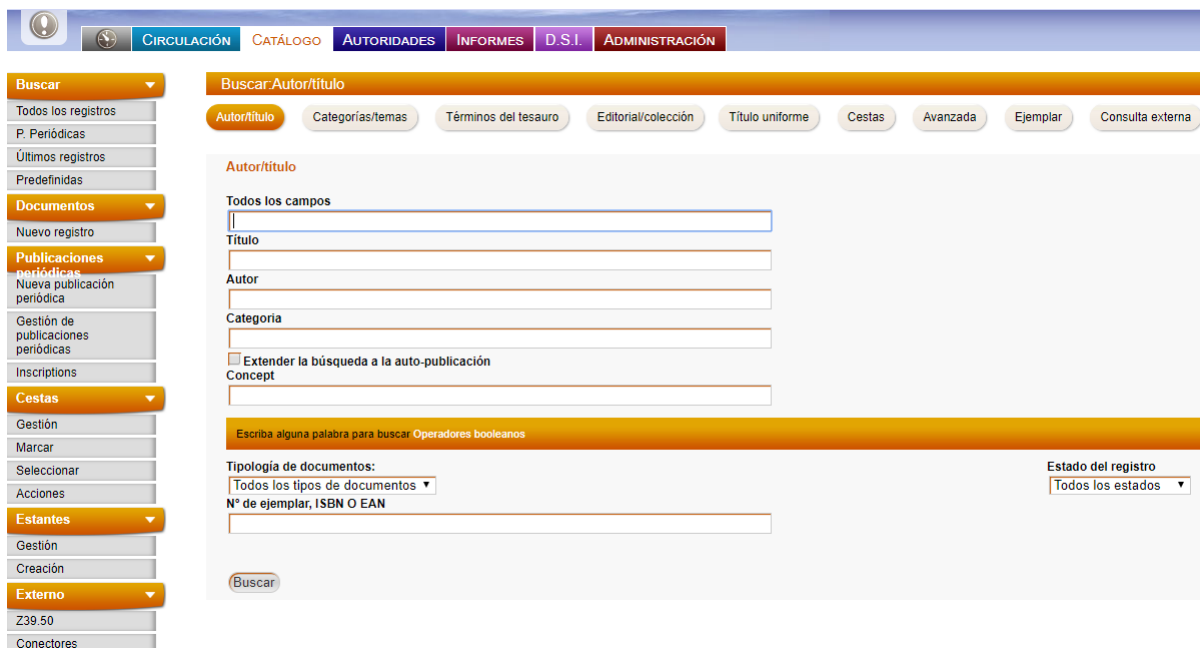 CIRCULACIÓN CATÁLOGO AUTORIDADES INFORMES D.S.I. ADMINISTRACIÓN
Buscar
Todos los registros
P. Periódicas
Últimos registros
Predefinidas
Documentos
Nuevo registro
Publicaciones
periódicas
Nueva publicación
periódica
Gestión de
publicaciones
periódicas
Inscriptions
Cestas
Gestión
Marcar
Seleccionar
Acciones
Estantes
Gestión
Creación
Externo
Z39.50
Conectores
Buscar:Autor/título
Autor/título Categorías/temas Términos del tesauro Editorial/colección Título uniforme Cestas Avanzada Ejemplar Consulta externa
Autor/título
Todos los campos
Título
Autor
Categoria
Extender la búsqueda a la auto-publicación
Concept
Escriba alguna palabra para buscar Operadores booleanos
Tipología de documentos: Estado del registro
Todos los tipos de documentos Todos los estados
Nº de ejemplar, ISBN O EAN
Buscar